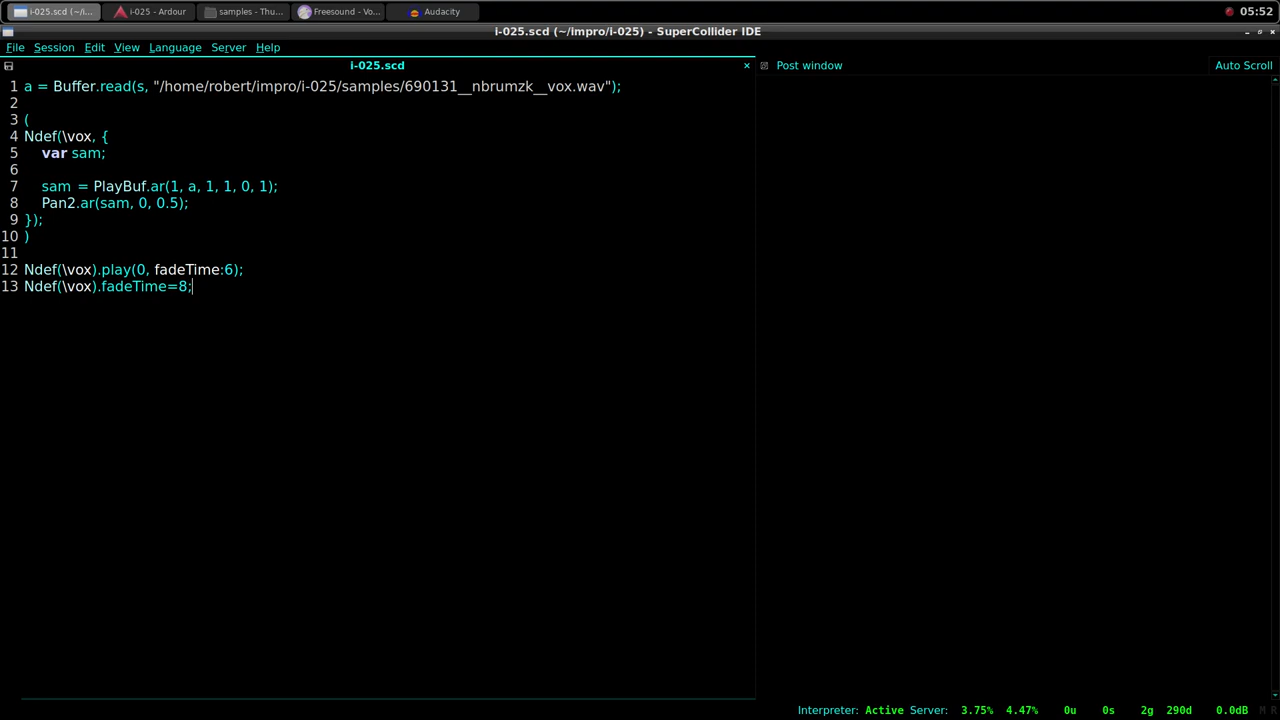 i-025.scd (~/i...
i-025 - Ardour
samples - Thu...
Freesound - Vo...
Audacity
05:52
i-025.scd (~/impro/i-025) - SuperCollider IDE
File Session Edit View Language Server Help
i-025.scd
Post window
Auto Scroll
1 a = Buffer.read(s, "/home/robert/impro/i-025/samples/690131__nbrumzk__vox.wav");
2
3 (
4 Ndef(\vox, {
5 var sam;
6
7 sam = PlayBuf.ar(1, a, 1, 1, 0, 1);
8 Pan2.ar(sam, 0, 0.5);
9 });
10 )
11
12 Ndef(\vox).play(0, fadeTime:6);
13 Ndef(\vox).fadeTime=8;
Interpreter: Active Server: 3.75% 4.47% 0u 0s 2g 290d 0.0dB M R